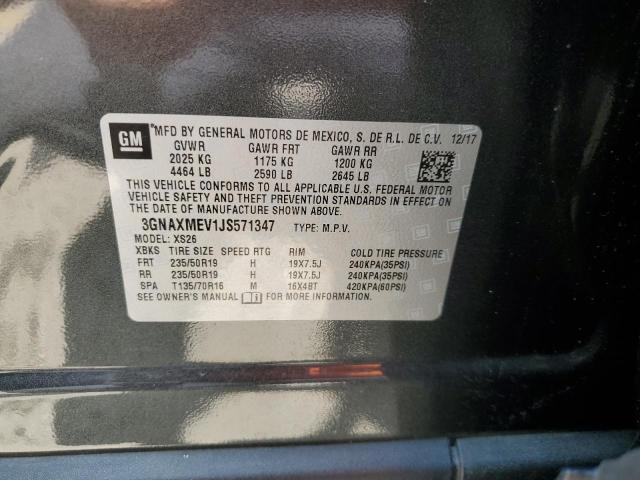 GM MFD BY GENERAL MOTORS DE MEXICO, S. DE R.L. DE C.V. 12/17
GVWR GAWR FRT GAWR RR
2025 KG 1175 KG 1200 KG
4464 LB 2590 LB 2645 LB
THIS VEHICLE CONFORMS TO ALL APPLICABLE U.S. FEDERAL MOTOR
VEHICLE SAFETY AND THEFT PREVENTION STANDARDS IN EFFECT ON
THE DATE OF MANUFACTURE SHOWN ABOVE.
3GNAXMEV1JS571347 TYPE: M.P.V.
MODEL: XS26
XBKS TIRE SIZE SPEED RTG RIM COLD TIRE PRESSURE
FRT 235/50R19 H 19X7.5J 240KPA(35PSI)
RR 235/50R19 H 19X7.5J 240KPA(35PSI)
SPA T135/70R16 M 16X4BT 420KPA(60PSI)
SEE OWNER'S MANUAL FOR MORE INFORMATION.